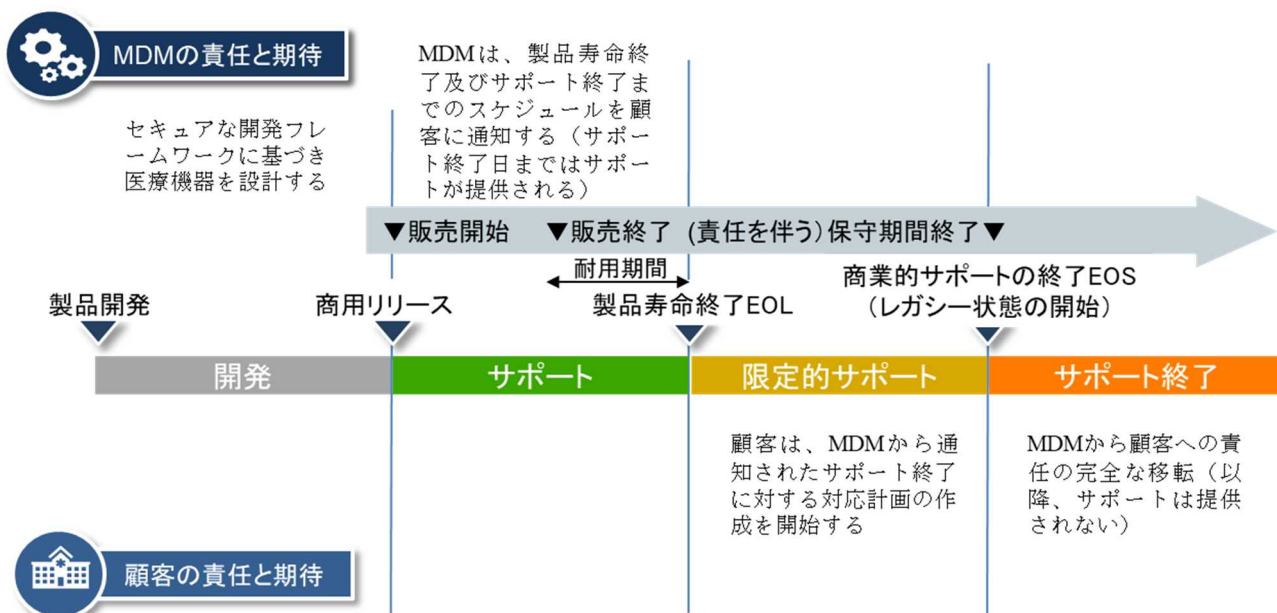 MDMの責任と期待
セキュアな開発フレ
ームワークに基づき
医療機器を設計する
MDMは、製品寿命終
了及びサポート終了ま
でのスケジュールを顧
客に通知する（サポー
ト終了日まではサポー
トが提供される）
▼販売開始 ▼販売終了 (責任を伴う)保守期間終了▼
耐用期間
製品開発
商用リリース
製品寿命終了EOL
商業的サポートの終了EOS
（レガシー状態の開始）
開発
サポート
限定的サポート
サポート終了
顧客は、MDMから通
知されたサポート終了
に対する対応計画の作
成を開始する
MDMから顧客への責
任の完全な移転（以
降、サポートは提供
されない）
顧客の責任と期待